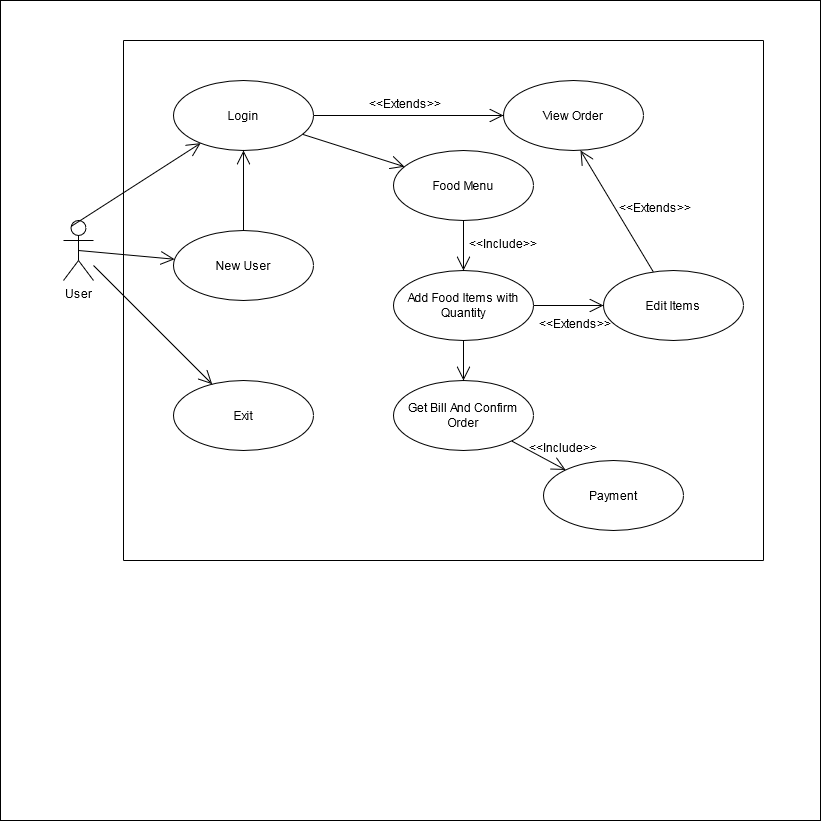 Login
<<Extends>>
View Order
Food Menu
<<Extends>>
<<Include>>
New User
User
Add Food Items with
Quantity
Edit Items
<<Extends>>
Get Bill And Confirm
Order
Exit
<<Include>>
Payment